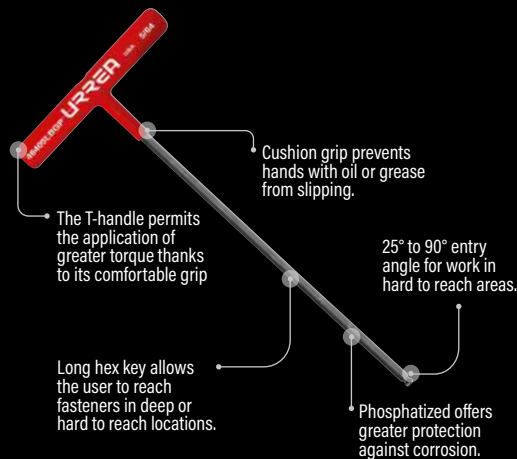 46405LBGP URREA USA 5/64
Cushion grip prevents
hands with oil or grease
from slipping.
The T-handle permits
the application of
greater torque thanks
to its comfortable grip
25° to 90° entry
angle for work in
hard to reach areas.
Long hex key allows
the user to reach
fasteners in deep or
hard to reach locations.
Phosphatized offers
greater protection
against corrosion.